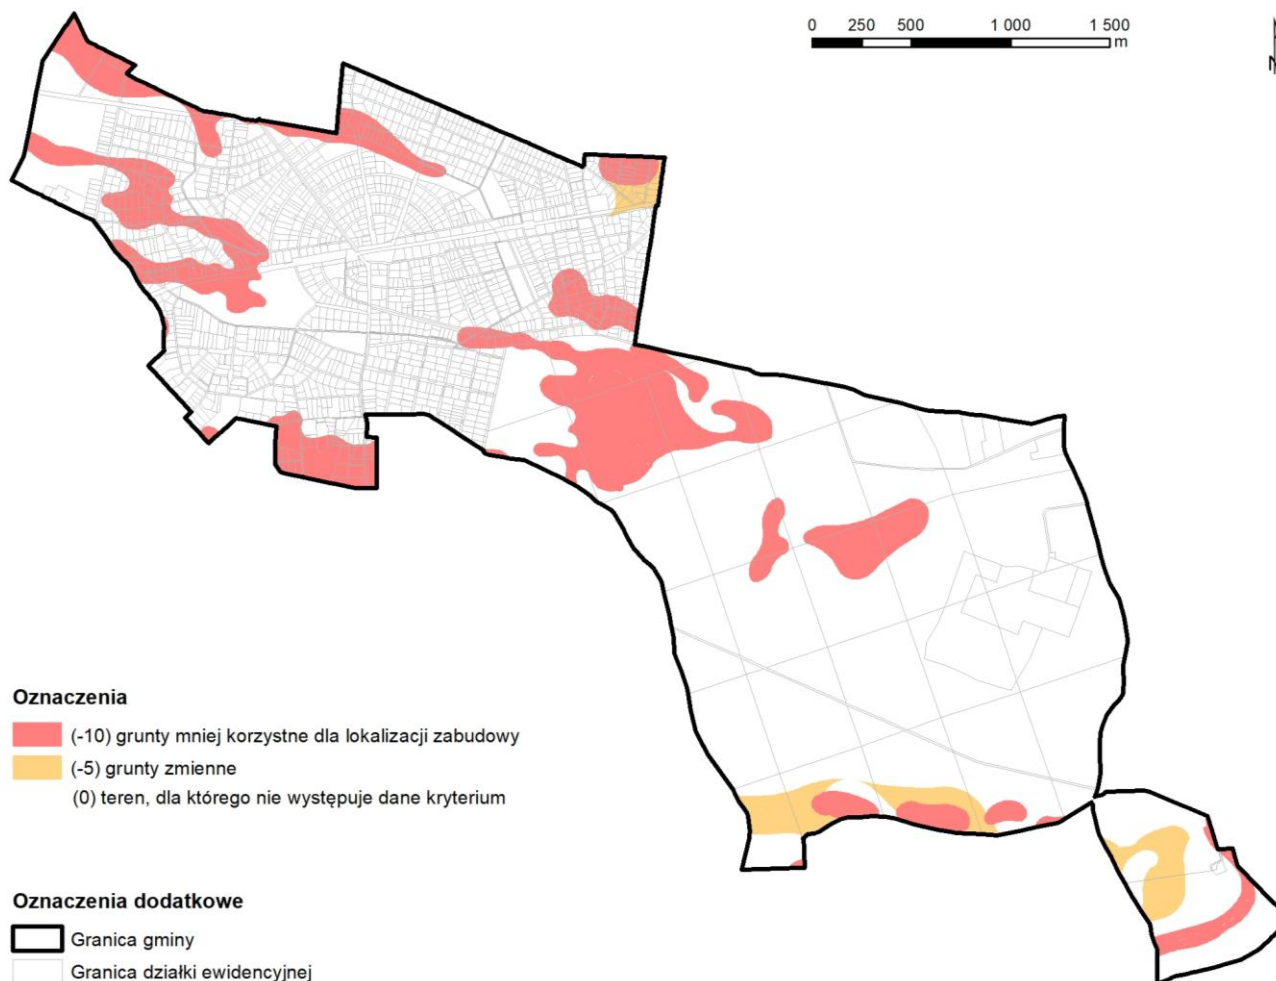 0 250 500 1 000 1 500
m
N
Oznaczenia
(-10) grunty mniej korzystne dla lokalizacji zabudowy
(-5) grunty zmienne
(0) teren, dla którego nie występuje dane kryterium
Oznaczenia dodatkowe
Granica gminy
Granica działki ewidencyjnej